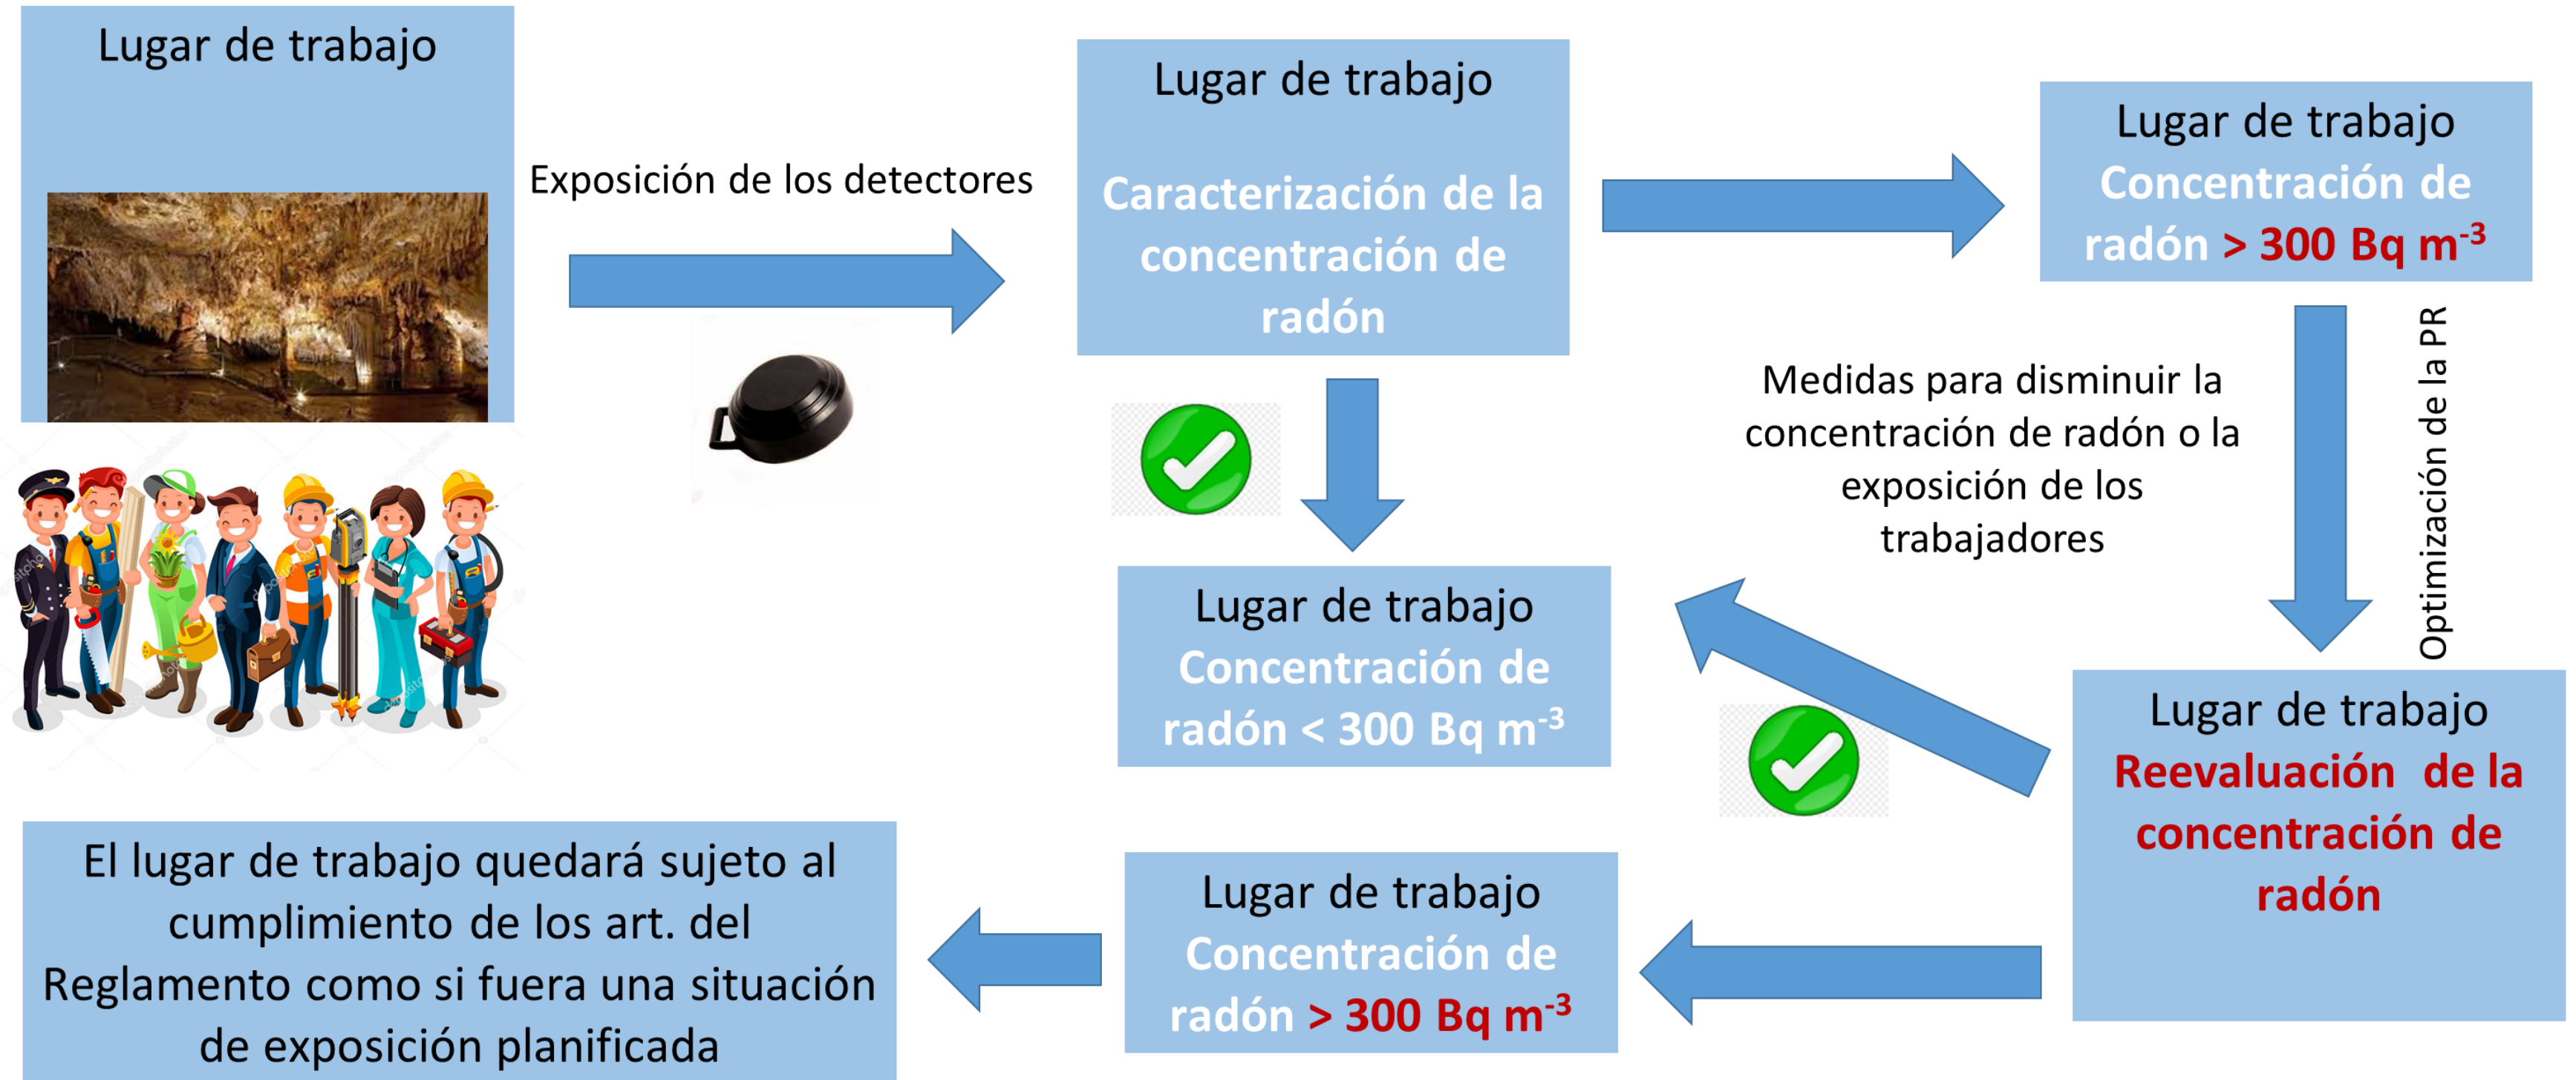 Lugar de trabajo
Exposición de los detectores
Lugar de trabajo
Caracterización de la
concentración de
radón
Lugar de trabajo
Concentración de
radón > 300 Bq m-3
Optimización de la PR
Medidas para disminuir la
concentración de radón o la
exposición de los
trabajadores
Lugar de trabajo
Concentración de
radón < 300 Bq m-3
Lugar de trabajo
Reevaluación de la
concentración de
radón
Lugar de trabajo
Concentración de
radón > 300 Bq m-3
El lugar de trabajo quedará sujeto al
cumplimiento de los art. del
Reglamento como si fuera una situación
de exposición planificada